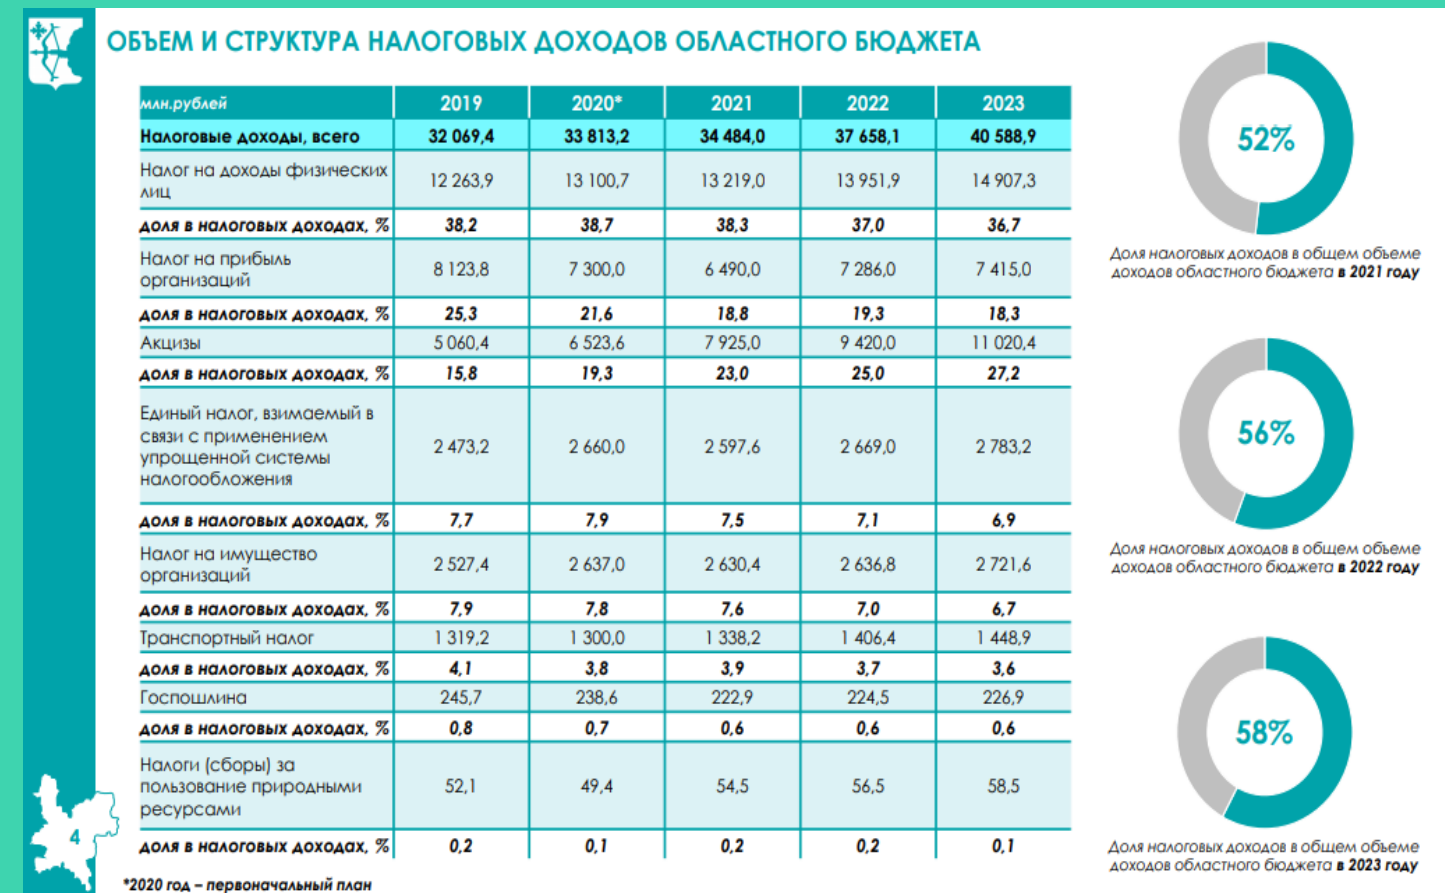 ОБЪЕМ И СТРУКТУРА НАЛОГОВЫХ ДОХОДОВ ОБЛАСТНОГО БЮДЖЕТА
млн.рублей 2019 2020* 2021 2022 2023
Налоговые доходы, всего 32 069,4 33 813,2 34 484,0 37 658,1 40 588,9
Налог на доходы физических
лиц 12 263,9 13 100,7 13 219,0 13 951,9 14 907,3
доля в налоговых доходах, % 38,2 38,7 38,3 37,0 36,7
Налог на прибыль
организаций 8 123,8 7 300,0 6 490,0 7 286,0 7 415,0
доля в налоговых доходах, % 25,3 21,6 18,8 19,3 18,3
Акцизы 5 060,4 6 523,6 7 925,0 9 420,0 11 020,4
доля в налоговых доходах, % 15,8 19,3 23,0 25,0 27,2
Единый налог, взимаемый в
связи с применением
упрощенной системы
налогообложения 2 473,2 2 660,0 2 597,6 2 669,0 2 783,2
доля в налоговых доходах, % 7,7 7,9 7,5 7,1 6,9
Налог на имущество
организаций 2 527,4 2 637,0 2 630,4 2 636,8 2 721,6
доля в налоговых доходах, % 7,9 7,8 7,6 7,0 6,7
Транспортный налог 1 319,2 1 300,0 1 338,2 1 406,4 1 448,9
доля в налоговых доходах, % 4,1 3,8 3,9 3,7 3,6
Госпошлина 245,7 238,6 222,9 224,5 226,9
доля в налоговых доходах, % 0,8 0,7 0,6 0,6 0,6
Налоги (сборы) за
пользование природными
ресурсами 52,1 49,4 54,5 56,5 58,5
доля в налоговых доходах, % 0,2 0,1 0,2 0,2 0,1
*2020 год – первоначальный план
4
52%
Доля налоговых доходов в общем объеме
доходов областного бюджета в 2021 году
56%
Доля налоговых доходов в общем объеме
доходов областного бюджета в 2022 году
58%
Доля налоговых доходов в общем объеме
доходов областного бюджета в 2023 году